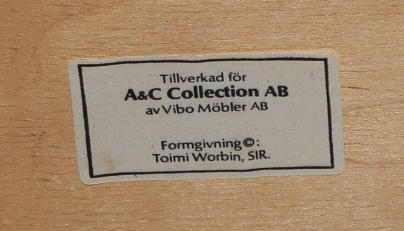 Tillverkad för
A&C Collection AB
av Vibo Möbler AB
Formgivning©:
Toimi Worbin, SIR.